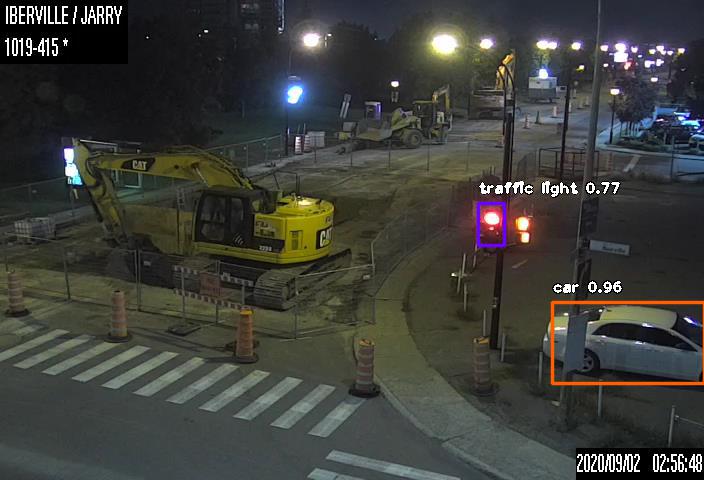 IBERVILLE / JARRY
1019-415 *
traffic light 0.77
car 0.96
CAT
CAT
2020/09/02 02:56:48